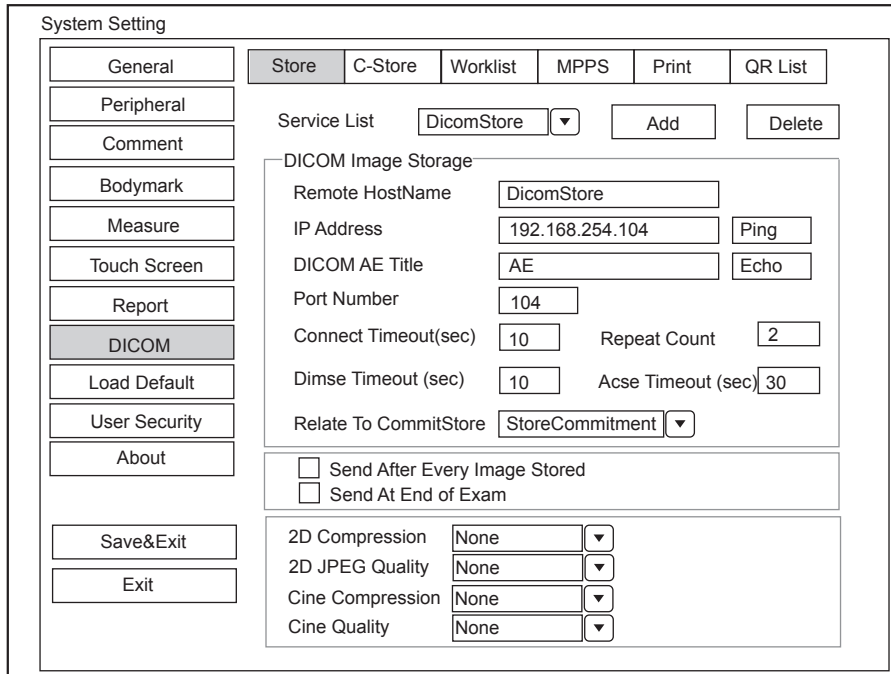 System Setting
General
Peripheral
Comment
Bodymark
Measure
Touch Screen
Report
DICOM
Load Default
User Security
About
Save&Exit
Exit
Store C-Store Worklist MPPS Print QR List
Service List DicomStore Add Delete
DICOM Image Storage
Remote HostName DicomStore
IP Address 192.168.254.104 Ping
DICOM AE Title AE Echo
Port Number 104
Connect Timeout(sec) 10 Repeat Count 2
Dimse Timeout (sec) 10 Acse Timeout (sec) 30
Relate To CommitStore StoreCommitment
Send After Every Image Stored
Send At End of Exam
2D Compression None
2D JPEG Quality None
Cine Compression None
Cine Quality None